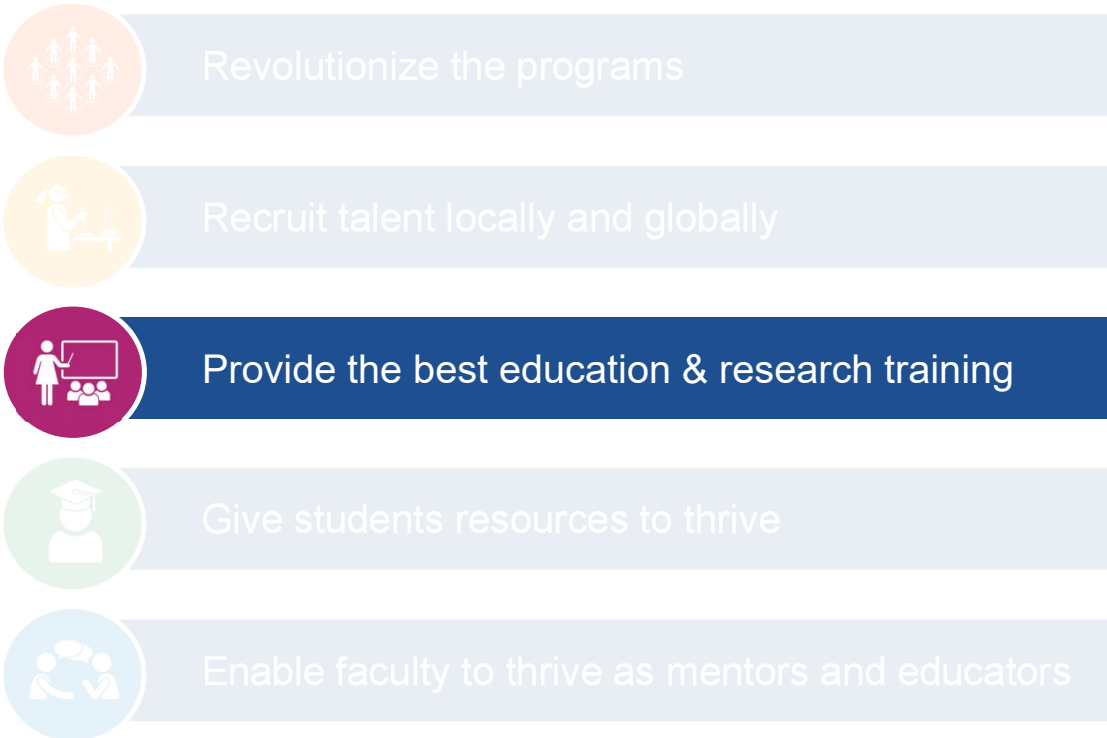 Revolutionize the programs
Recruit talent locally and globally
Provide the best education & research training
Give students resources to thrive
Enable faculty to thrive as mentors and educators